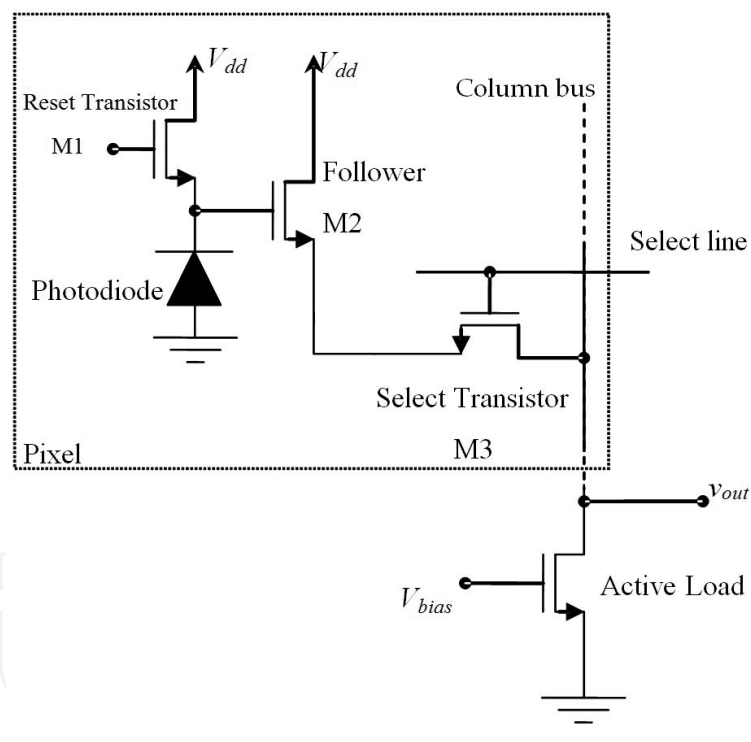 Vdd
Vdd
Reset Transistor
Column bus
M1
Follower
M2
Select line
Photodiode
Select Transistor
M3
Pixel
vout
Vbias
Active Load